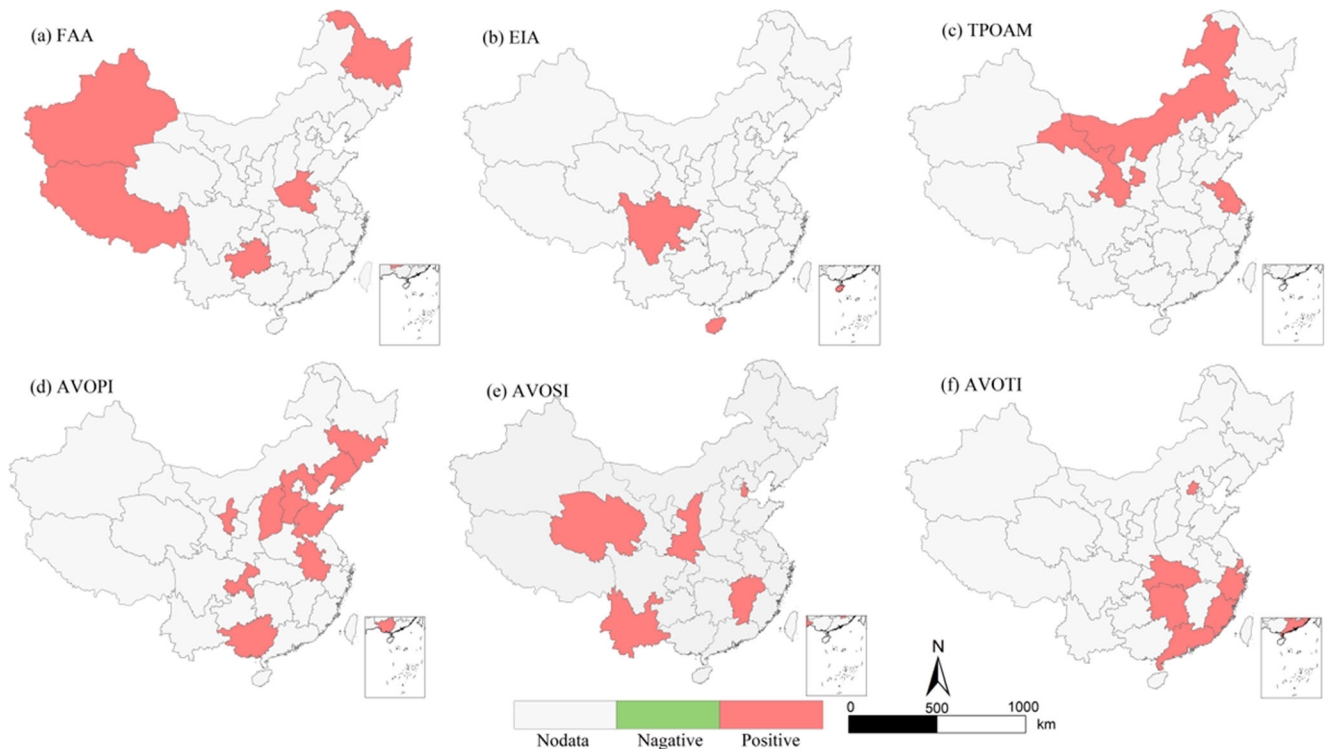 (a) FAA
(b) EIA
(c) TPOAM
(d) AVOPI
(e) AVOSI
(f) AVOTI
N
0 500 1000
km
Nodata Nagative Positive